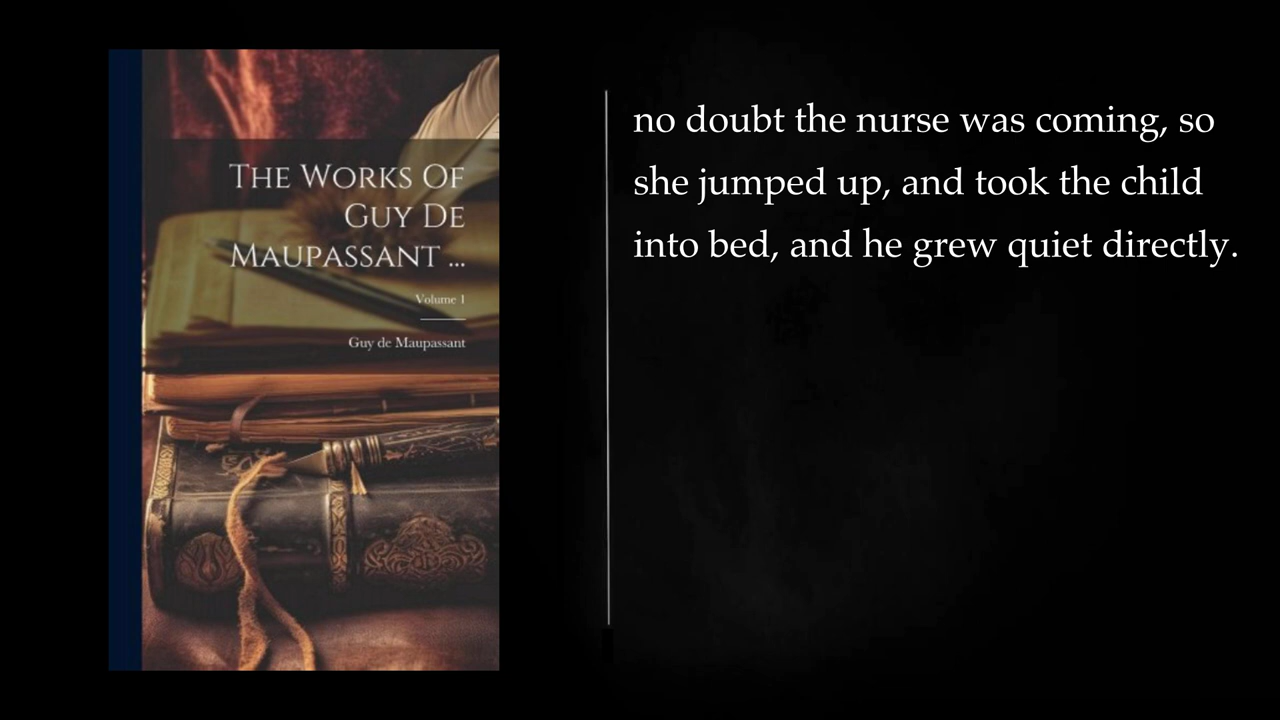 THE WORKS OF
GUY DE
MAUPASSANT ...
Volume 1
Guy de Maupassant
no doubt the nurse was coming, so
she jumped up, and took the child
into bed, and he grew quiet directly.